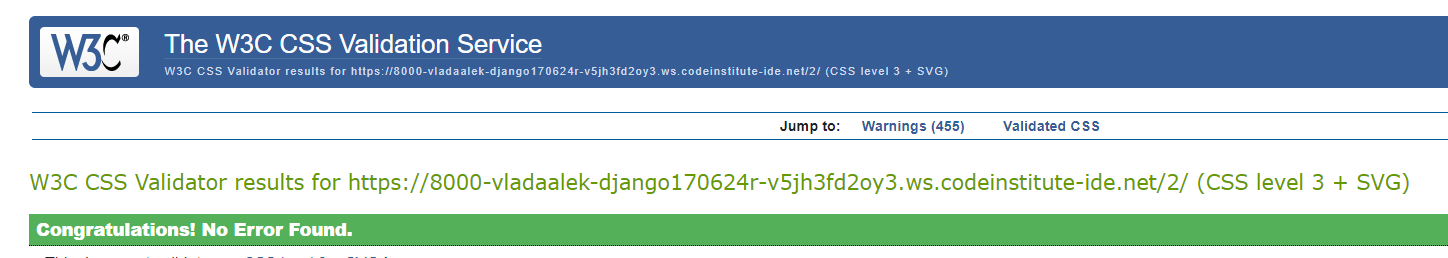 W3C®
The W3C CSS Validation Service
W3C CSS Validator results for https://8000-vladaalek-django170624r-v5jh3fd2oy3.ws.codeinstitute-ide.net/2/ (CSS level 3 + SVG)
Jump to: Warnings (455) Validated CSS
W3C CSS Validator results for https://8000-vladaalek-django170624r-v5jh3fd2oy3.ws.codeinstitute-ide.net/2/ (CSS level 3 + SVG)
Congratulations! No Error Found.